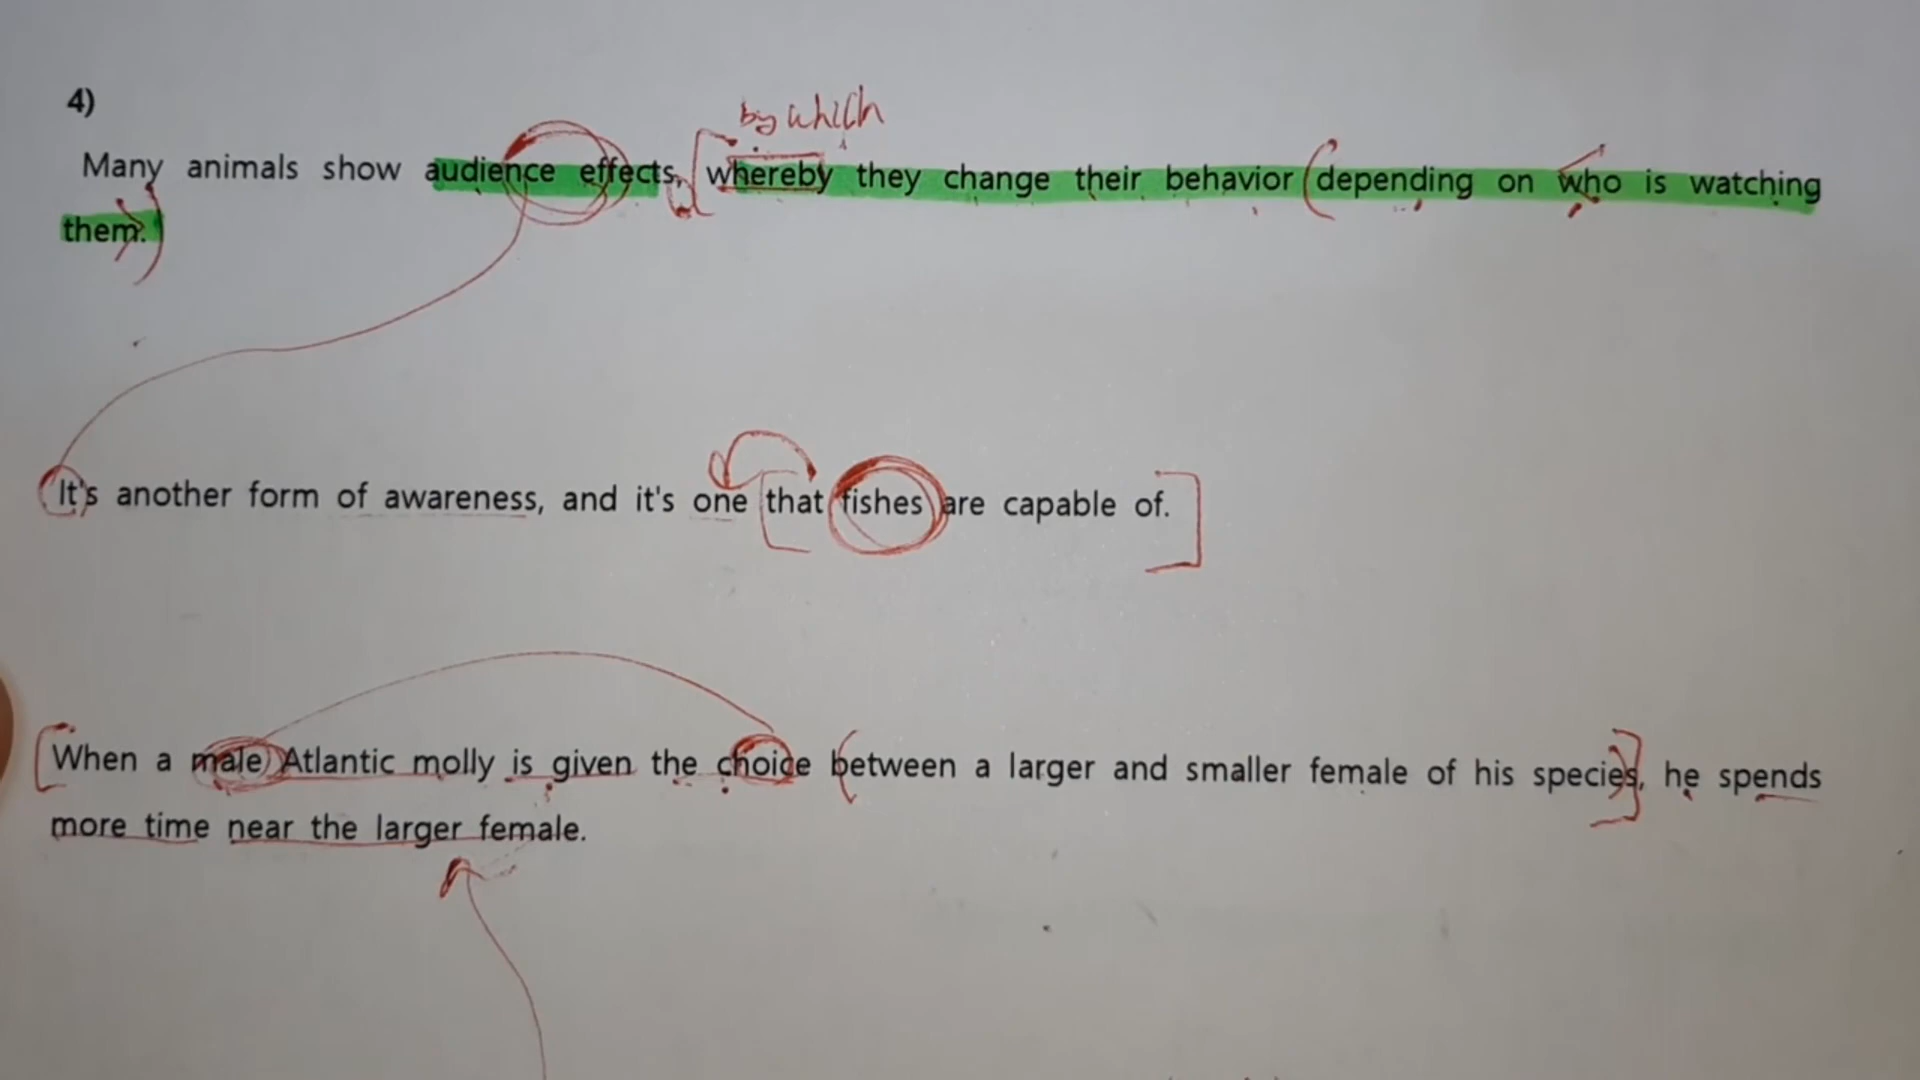 4)
by which
Many animals show audience effects, whereby they change their behavior depending on who is watching
them.
It's another form of awareness, and it's one that fishes are capable of.
When a male Atlantic molly is given the choice between a larger and smaller female of his species, he spends
more time near the larger female.